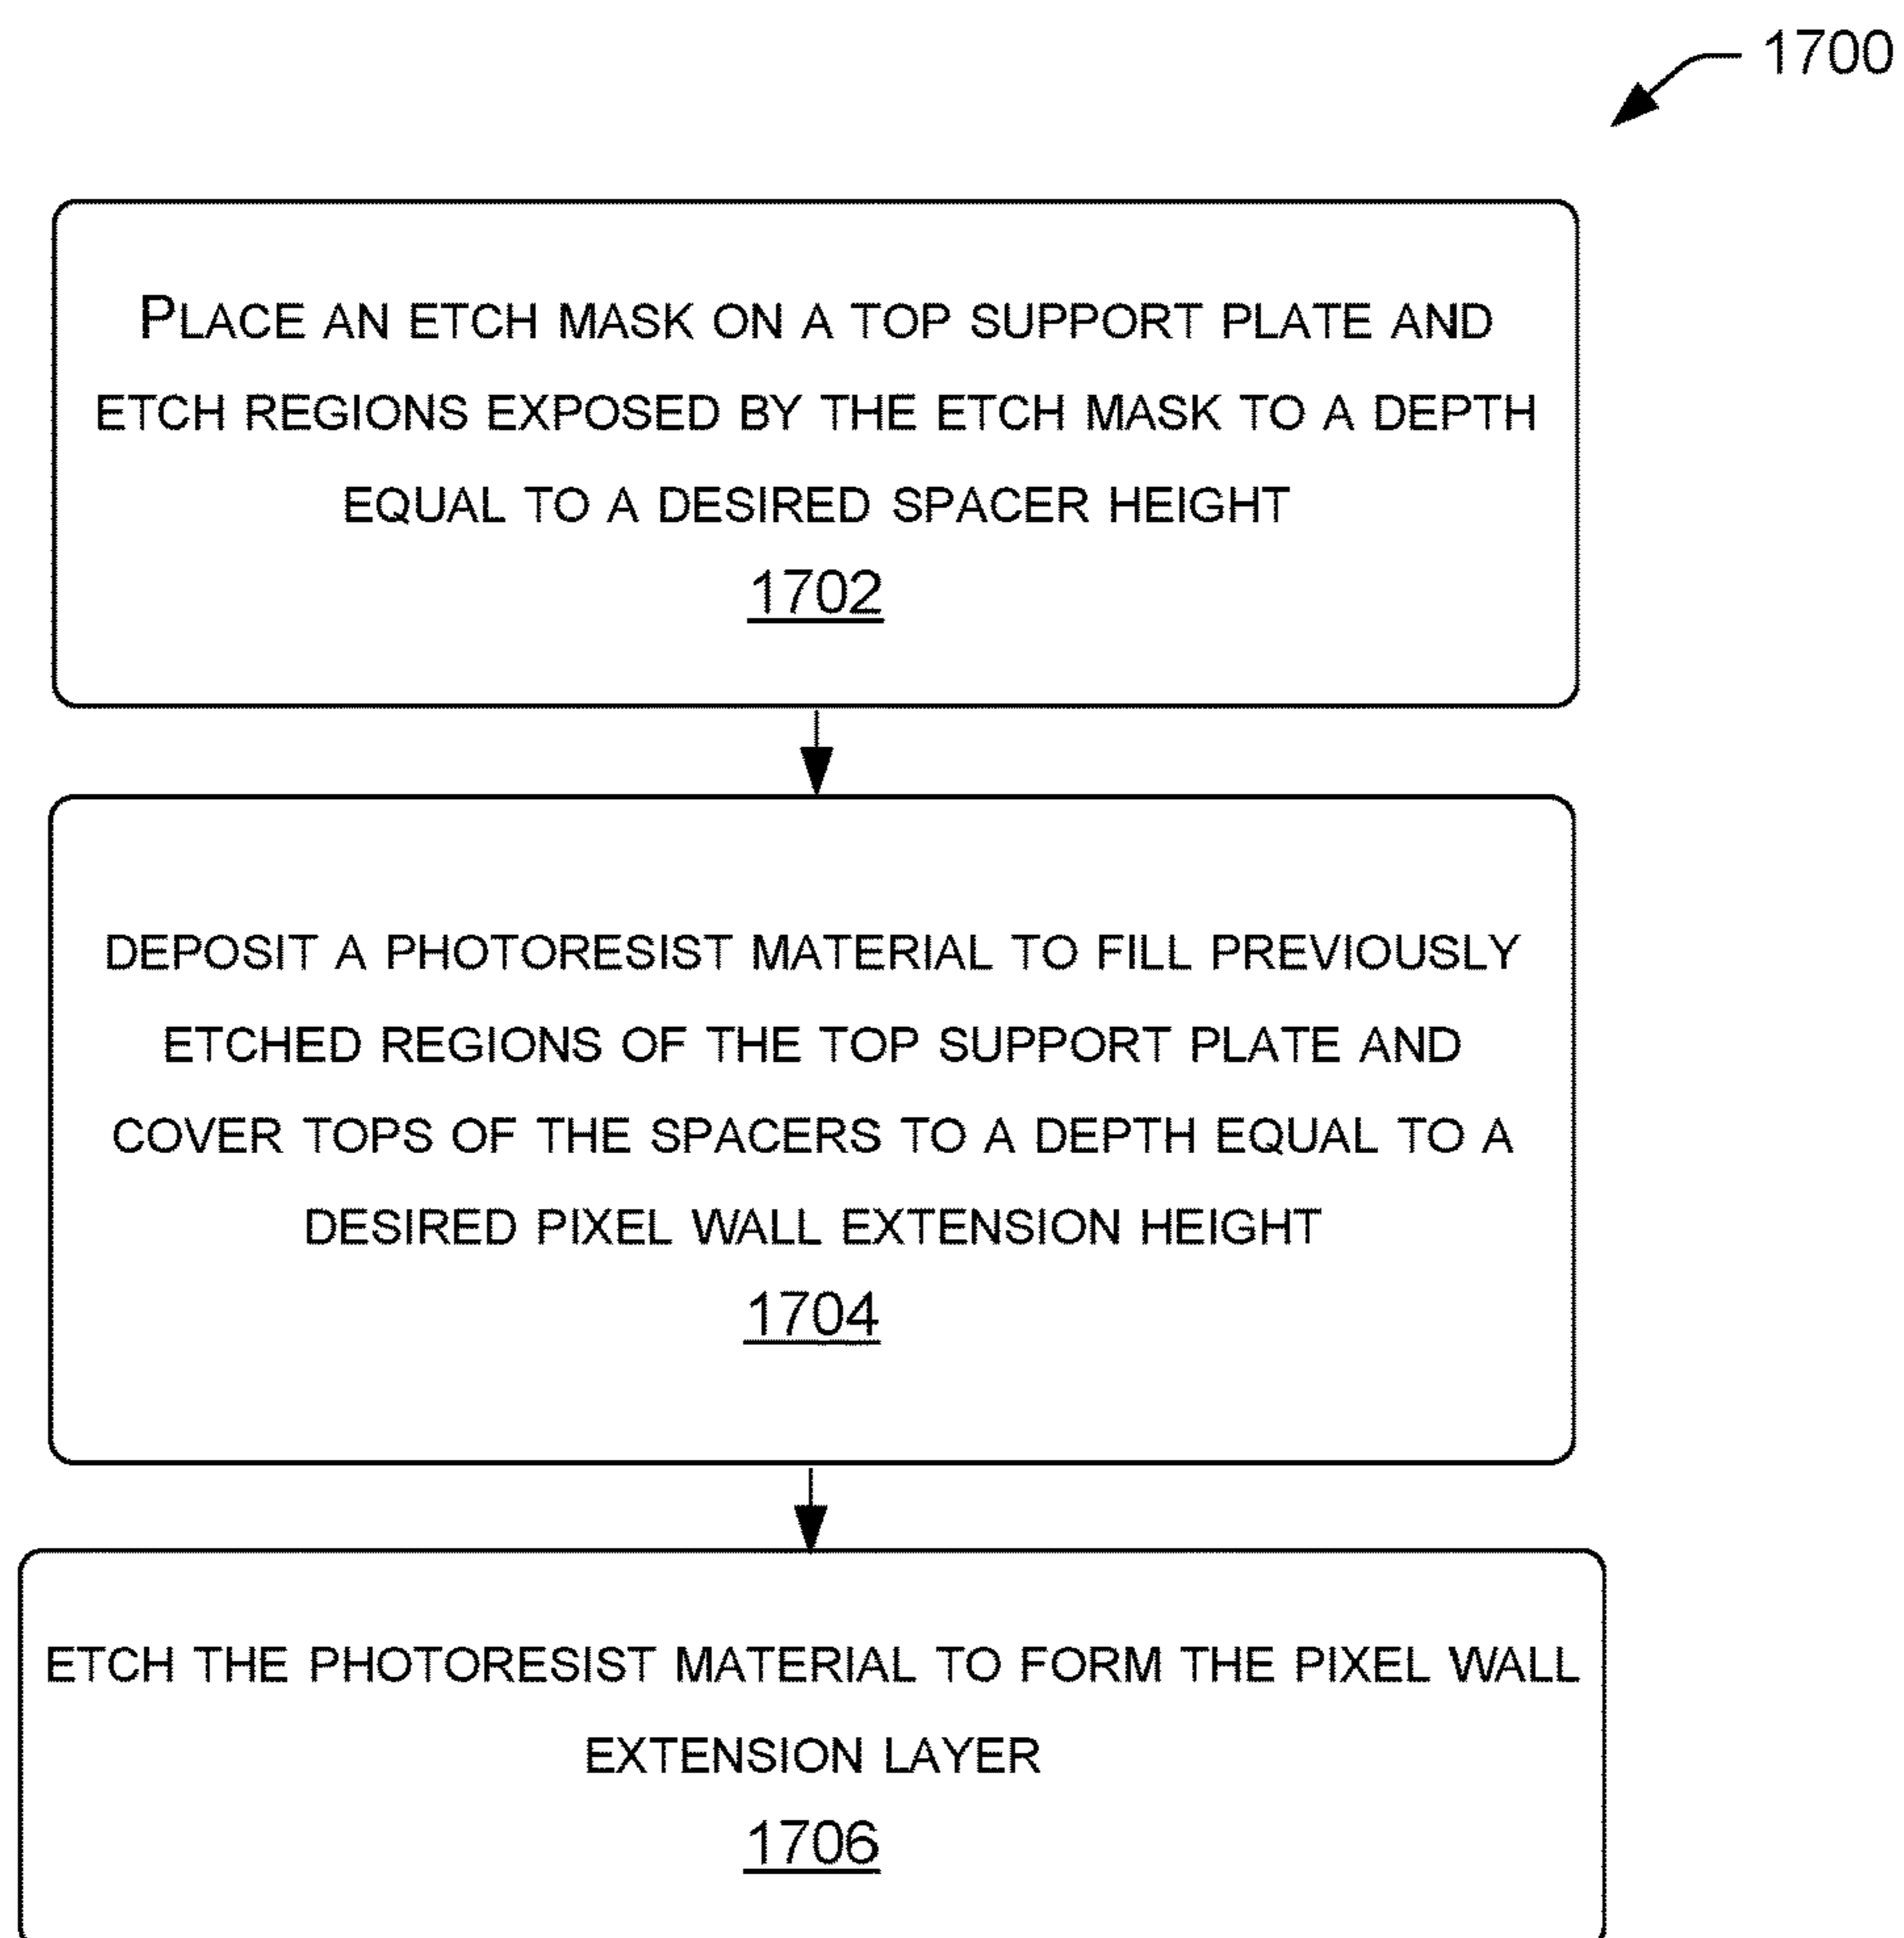 1700
PLACE AN ETCH MASK ON A TOP SUPPORT PLATE AND
ETCH REGIONS EXPOSED BY THE ETCH MASK TO A DEPTH
EQUAL TO A DESIRED SPACER HEIGHT
1702
DEPOSIT A PHOTORESIST MATERIAL TO FILL PREVIOUSLY
ETCHED REGIONS OF THE TOP SUPPORT PLATE AND
COVER TOPS OF THE SPACERS TO A DEPTH EQUAL TO A
DESIRED PIXEL WALL EXTENSION HEIGHT
1704
ETCH THE PHOTORESIST MATERIAL TO FORM THE PIXEL WALL
EXTENSION LAYER
1706